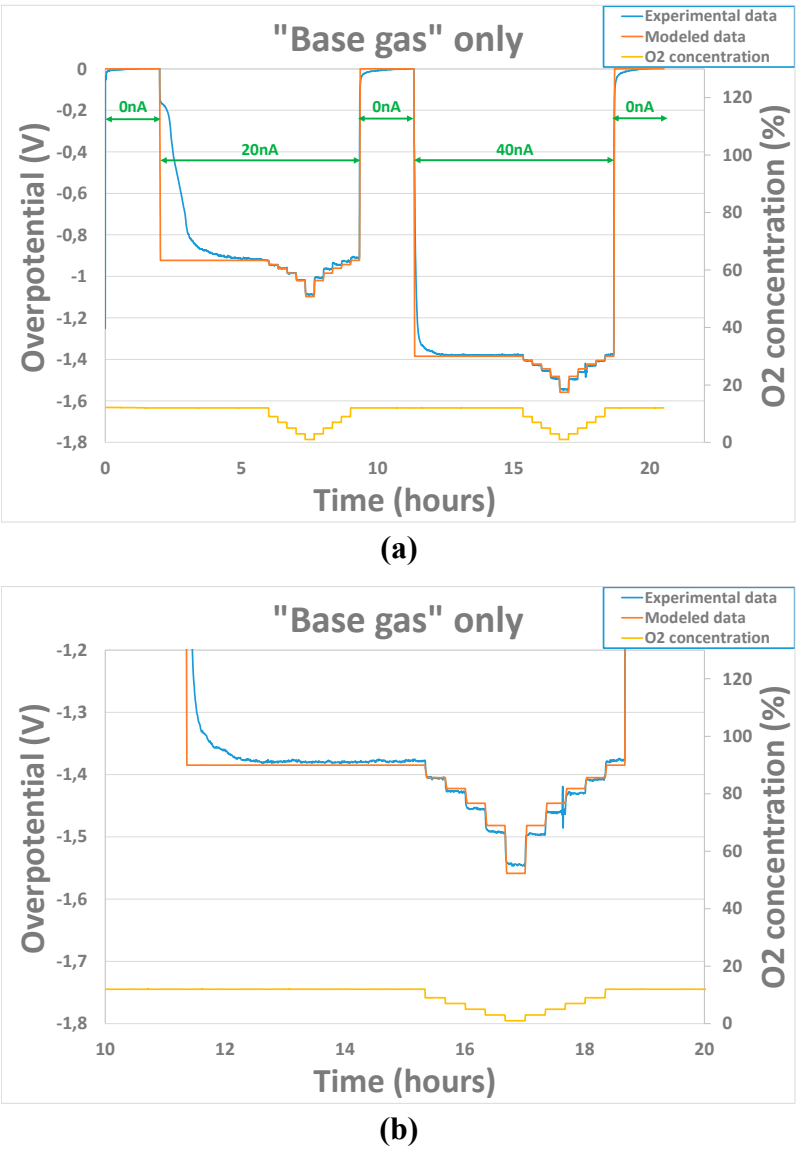 "Base gas" only
Experimental data
Modeled data
O2 concentration
0
-0,2
-0,4
-0,6
-0,8
-1
-1,2
-1,4
-1,6
-1,8
Overpotential (V)
0nA
20nA
0nA
40nA
0nA
120
100
80
60
40
20
0
O2 concentration (%)
0 5 10 15 20
Time (hours)
(a)
"Base gas" only
Experimental data
Modeled data
O2 concentration
-1,2
-1,3
-1,4
-1,5
-1,6
-1,7
-1,8
Overpotential (V)
120
100
80
60
40
20
0
O2 concentration (%)
10 12 14 16 18 20
Time (hours)
(b)